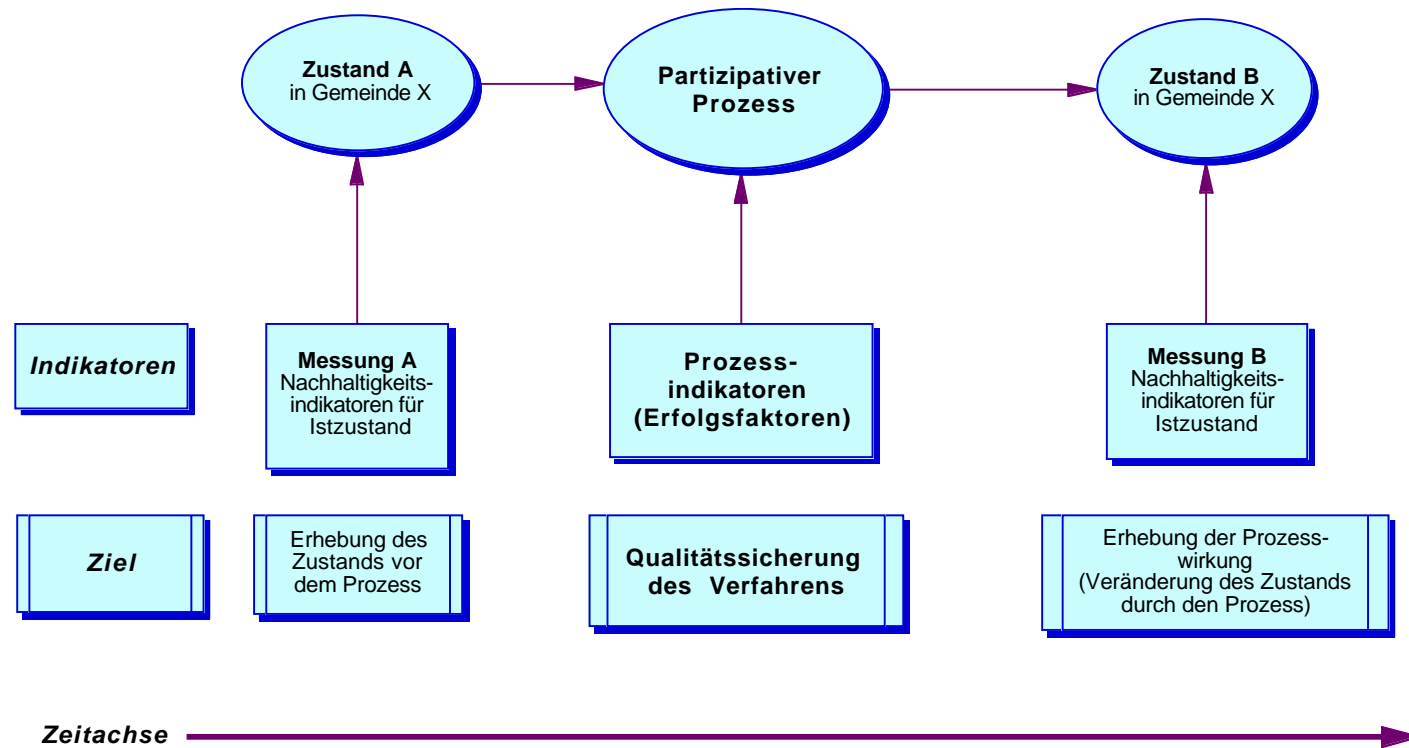 Zustand A
in Gemeinde X
Partizipativer
Prozess
Zustand B
in Gemeinde X
Indikatoren
Messung A
Nachhaltigkeits-
indikatoren für
Istzustand
Prozess-
indikatoren
(Erfolgsfaktoren)
Messung B
Nachhaltigkeits-
indikatoren für
Istzustand
Ziel
Erhebung des
Zustands vor
dem Prozess
Qualitätssicherung
des Verfahrens
Erhebung der Prozess-
wirkung
(Veränderung des Zustands
durch den Prozess)
Zeitachse